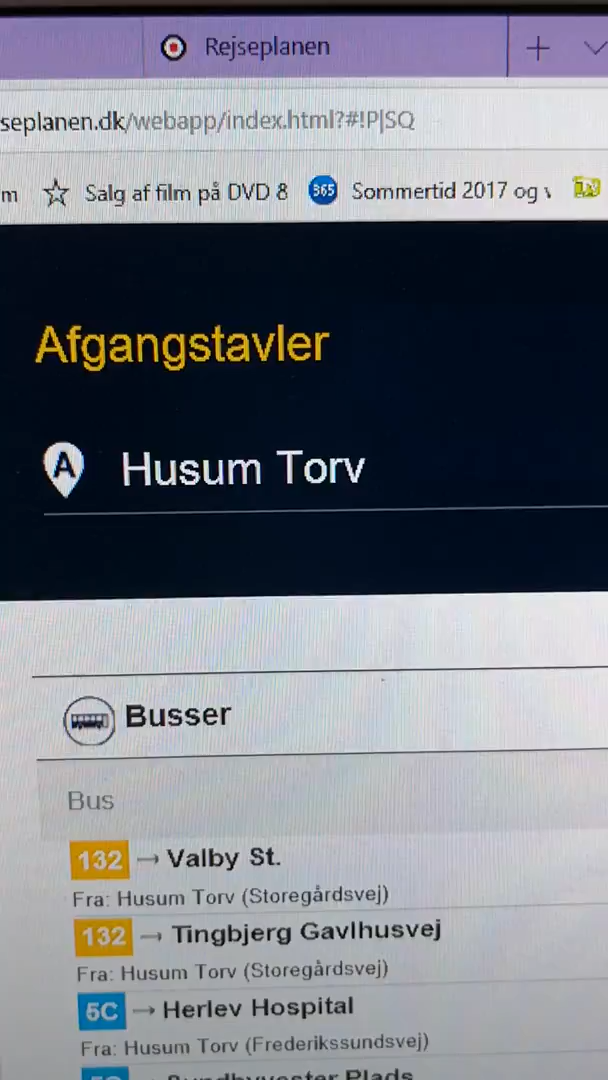 Rejseplanen
seplanen.dk/webapp/index.html?#!P|SQ
m Salg af film på DVD 8 365 Sommertid 2017 og v
Afgangstavler
A Husum Torv
Busser
Bus
132 → Valby St.
Fra: Husum Torv (Storegårdsvej)
132 → Tingbjerg Gavlhusvej
Fra: Husum Torv (Storegårdsvej)
5C → Herlev Hospital
Fra: Husum Torv (Frederikssundsvej)
Sundbyvester Plads